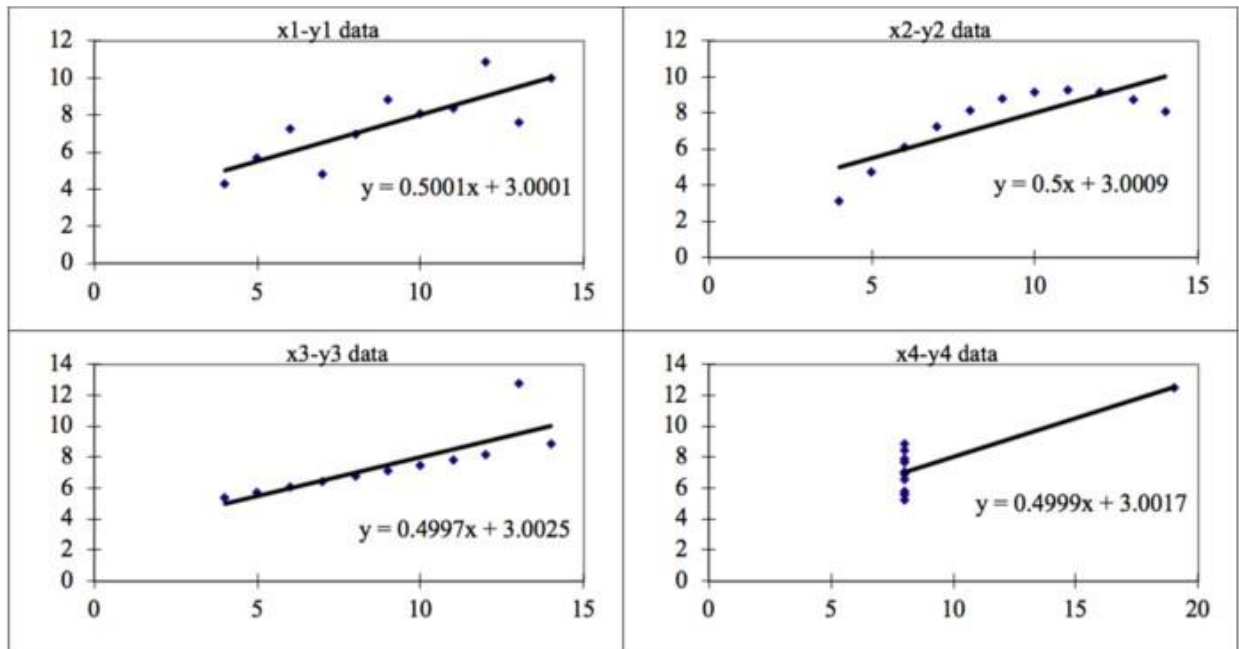 x1-y1 data
12
10
8
6
4
2
0
y = 0.5001x + 3.0001
0 5 10 15
x2-y2 data
12
10
8
6
4
2
0
y = 0.5x + 3.0009
0 5 10 15
x3-y3 data
14
12
10
8
6
4
2
0
y = 0.4997x + 3.0025
0 5 10 15
x4-y4 data
14
12
10
8
6
4
2
0
y = 0.4999x + 3.0017
0 5 10 15 20